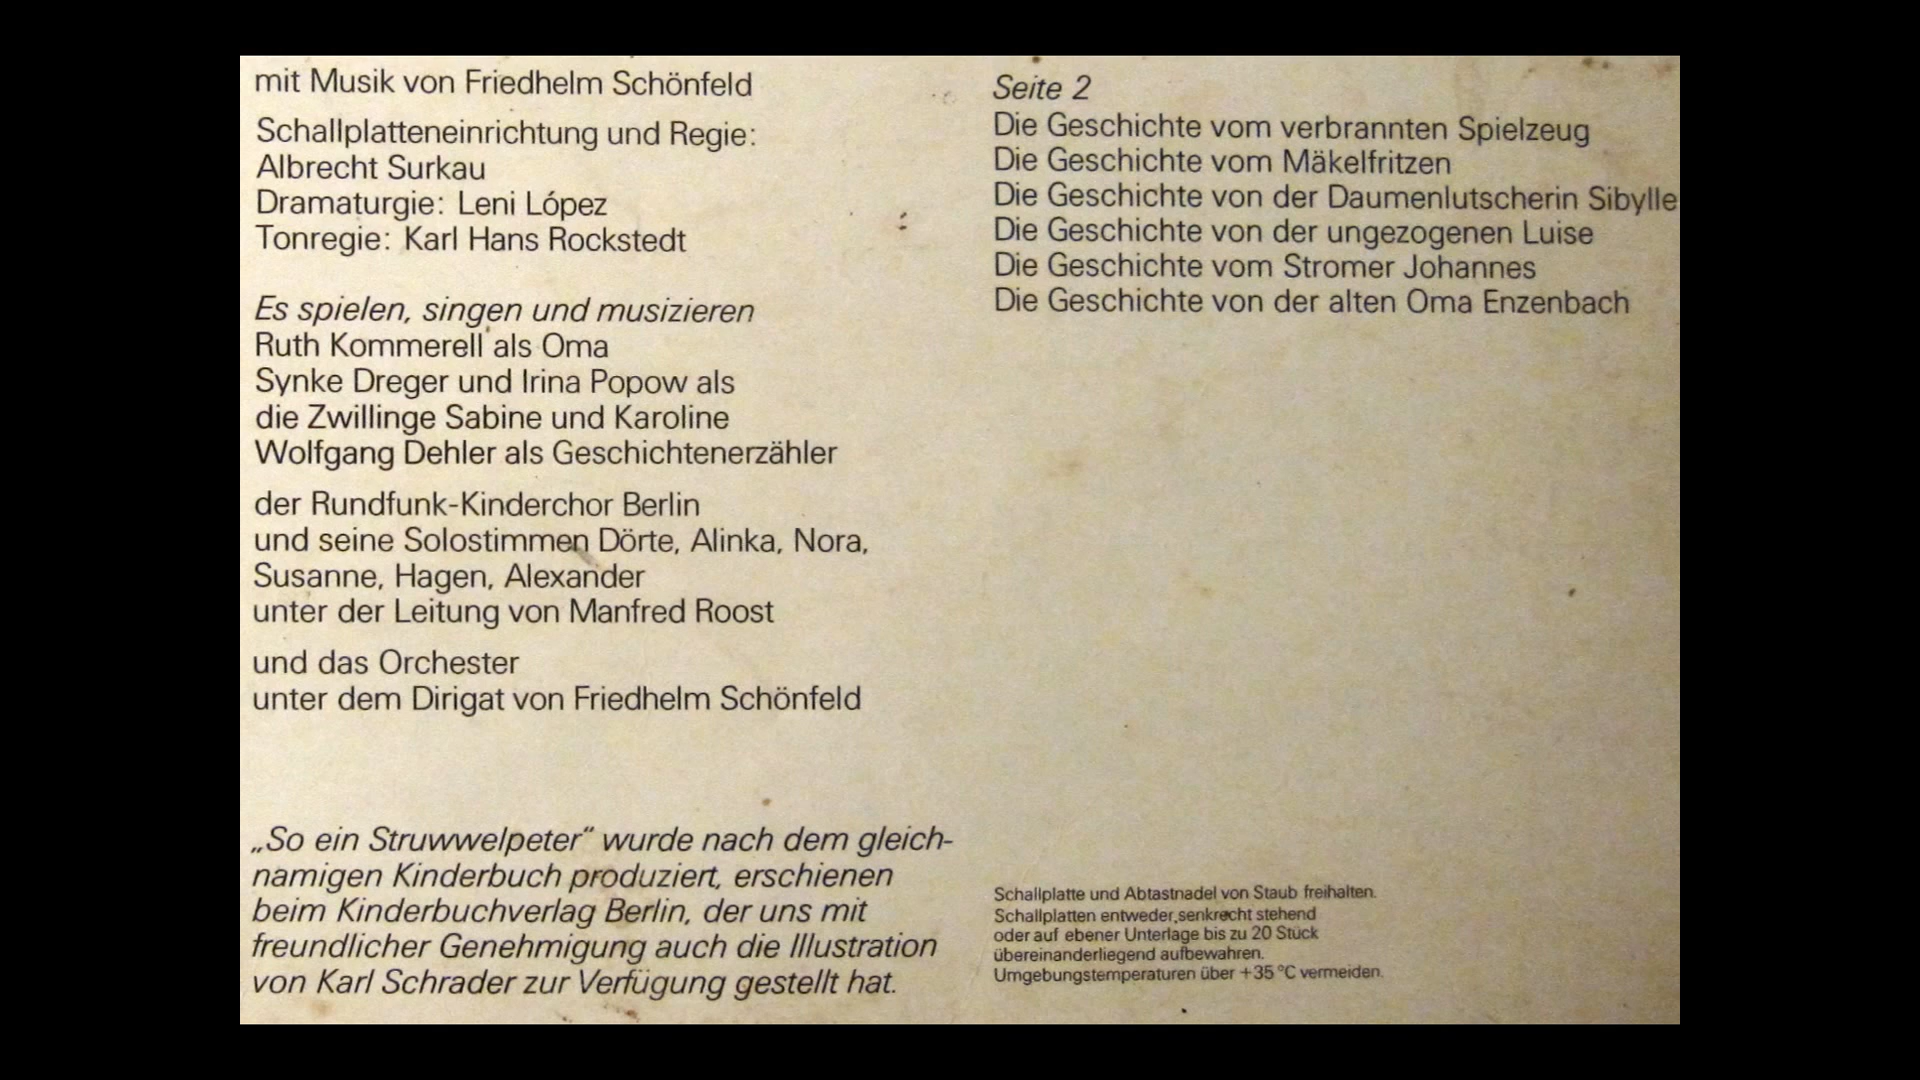 mit Musik von Friedhelm Schönfeld
Schallplatteneinrichtung und Regie:
Albrecht Surkau
Dramaturgie: Leni López
Tonregie: Karl Hans Rockstedt
Es spielen, singen und musizieren
Ruth Kommerell als Oma
Synke Dreger und Irina Popow als
die Zwillinge Sabine und Karoline
Wolfgang Dehler als Geschichtenerzähler
der Rundfunk-Kinderchor Berlin
und seine Solostimmen Dörte, Alinka, Nora,
Susanne, Hagen, Alexander
unter der Leitung von Manfred Roost
und das Orchester
unter dem Dirigat von Friedhelm Schönfeld
„So ein Struwwelpeter“ wurde nach dem gleich-
namigen Kinderbuch produziert, erschienen
beim Kinderbuchverlag Berlin, der uns mit
freundlicher Genehmigung auch die Illustration
von Karl Schrader zur Verfügung gestellt hat.
Seite 2
Die Geschichte vom verbrannten Spielzeug
Die Geschichte vom Mäkelfritzen
Die Geschichte von der Daumenlutscherin Sibylle
Die Geschichte von der ungezogenen Luise
Die Geschichte vom Stromer Johannes
Die Geschichte von der alten Oma Enzenbach
Schallplatte und Abtastnadel von Staub freihalten.
Schallplatten entweder senkrecht stehend
oder auf ebener Unterlage bis zu 20 Stück
übereinanderliegend aufbewahren.
Umgebungstemperaturen über +35 °C vermeiden.